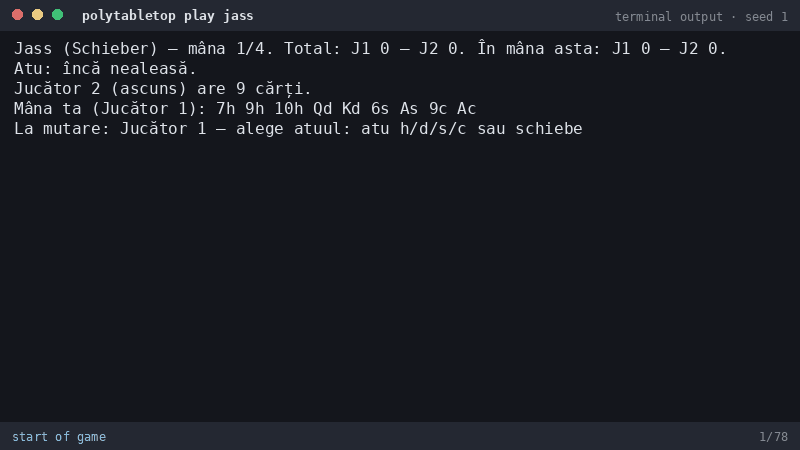 polytabletop play jass
terminal output · seed 1
Jass (Schieber) — mâna 1/4. Total: J1 0 — J2 0. În mâna asta: J1 0 — J2 0.
Atu: încă nealeasă.
Jucător 2 (ascuns) are 9 cărți.
Mâna ta (Jucător 1): 7h 9h 10h Qd Kd 6s As 9c Ac
La mutare: Jucător 1 — alege atuul: atu h/d/s/c sau schiebe
start of game
1/78